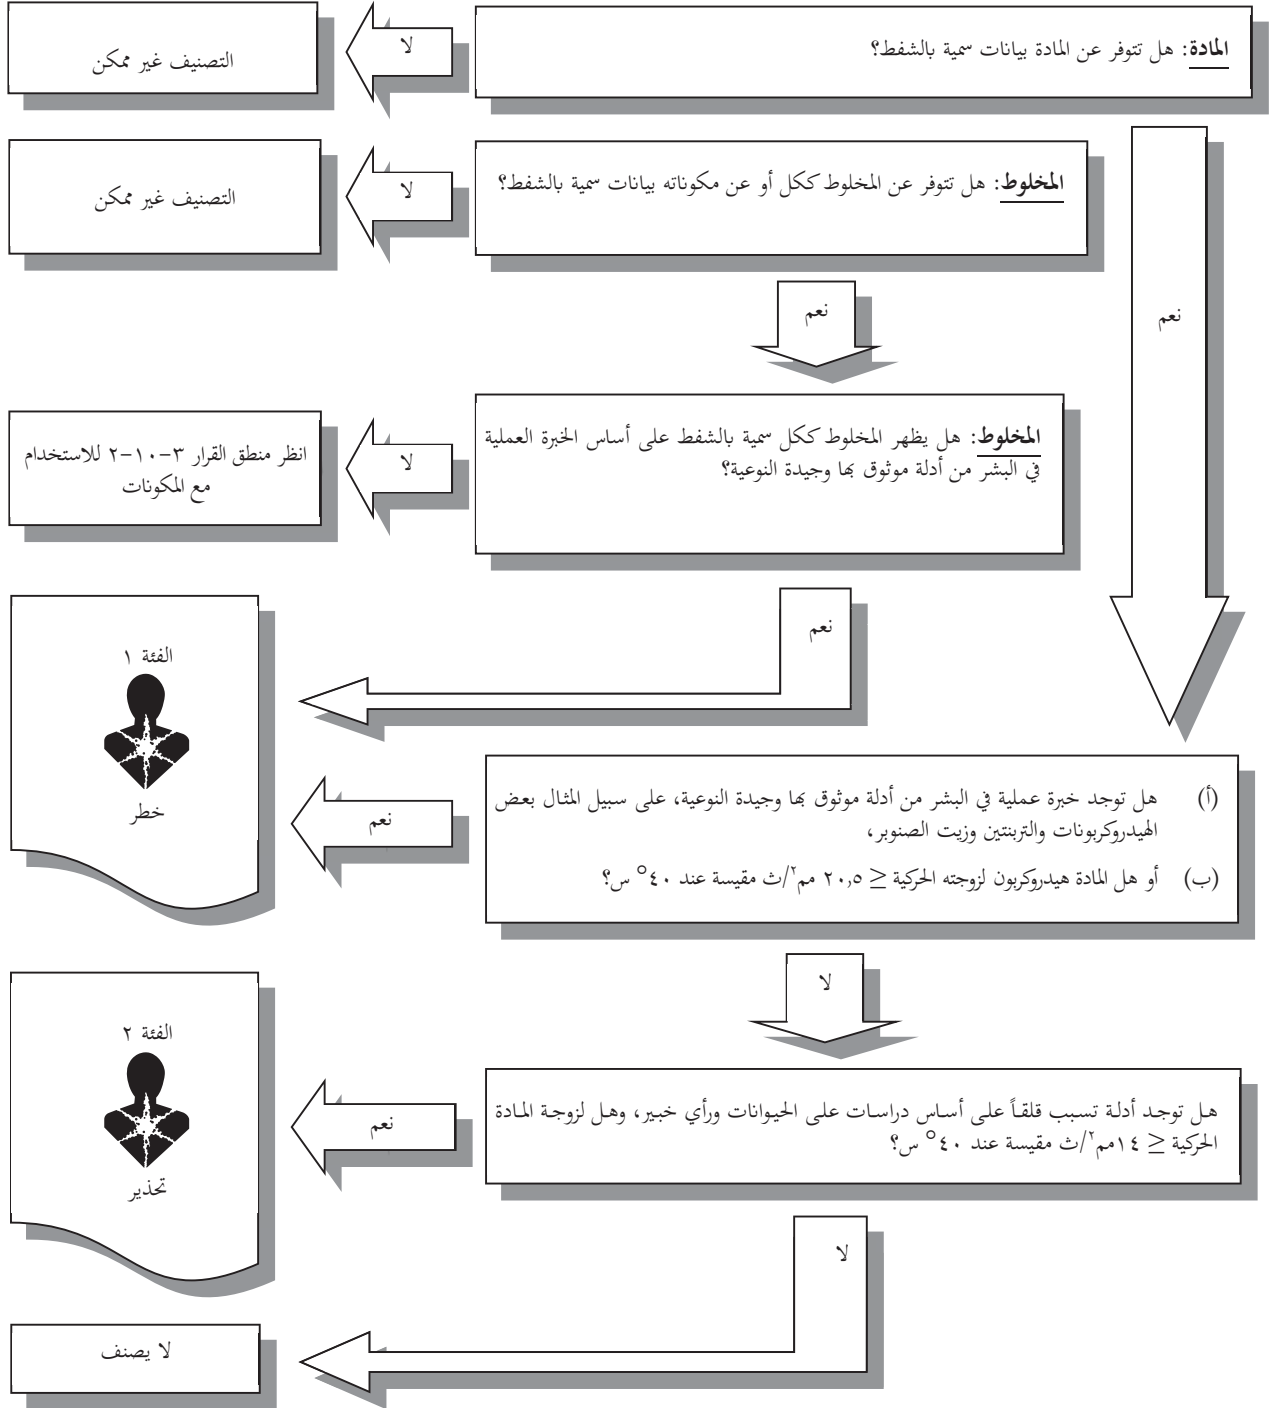 المادة: هل تتوفر عن المادة بيانات سمية بالشفط؟
لا
التصنيف غير ممكن
المخلوط: هل تتوفر عن المخلوط ككل أو عن مكوناته بيانات سمية بالشفط؟
لا
التصنيف غير ممكن
نعم
نعم
المخلوط: هل يظهر المخلوط ككل سمية بالشفط على أساس الخبرة العملية
في البشر من أدلة موثوق بها وجيدة النوعية؟
لا
انظر منطق القرار ٣-١٠-٢ للاستخدام
مع المكونات
نعم
الفئة ١
خطر
(أ) هل توجد خبرة عملية في البشر من أدلة موثوق بها وجيدة النوعية، على سبيل المثال بعض
الهيدروكربونات والتربنتين وزيت الصنوبر،
(ب) أو هل المادة هيدروكربون لزوجته الحركية ≥ ٢٠,٥ مم٢/ث مقيسة عند ٤٠° س؟
نعم
لا
الفئة ٢
تحذير
هل توجد أدلة تسبب قلقاً على أساس دراسات على الحيوانات ورأي خبير، وهل لزوجة المادة
الحركية ≥ ١٤مم٢/ث مقيسة عند ٤٠° س؟
نعم
لا
لا يصنف